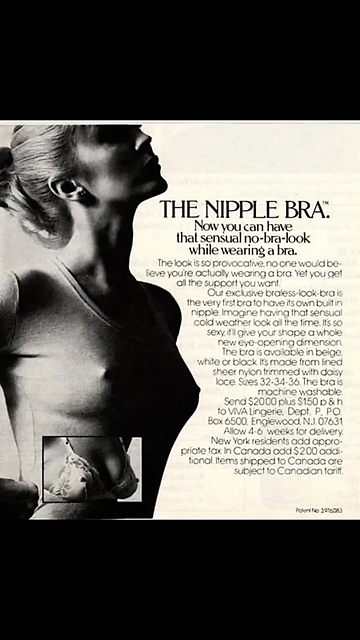 THE NIPPLE BRA.™
Now you can have
that sensual no-bra-look
while wearing a bra.
The look is so provocative, no one would be-
lieve you're actually wearing a bra. Yet you get
all the support you want.
Our exclusive braless-look-bra is
the very first bra to have its own built in
nipple. Imagine having that sensual
cold weather look all the time. It's so
sexy, it'll give your shape a whole
new eye-opening dimension.
The bra is available in beige,
white or black. It's made from lined
sheer nylon trimmed with daisy
lace. Sizes 32-34-36. The bra is
machine washable.
Send $20.00 plus $1.50 p & h
to VIVA Lingerie, Dept. P, P.O.
Box 6500, Englewood, N.J. 07631
Allow 4-6 weeks for delivery.
New York residents add appro-
priate tax. In Canada add $2.00 addi-
tional. Items shipped to Canada are
subject to Canadian tariff.
Patent No. 3,976,083